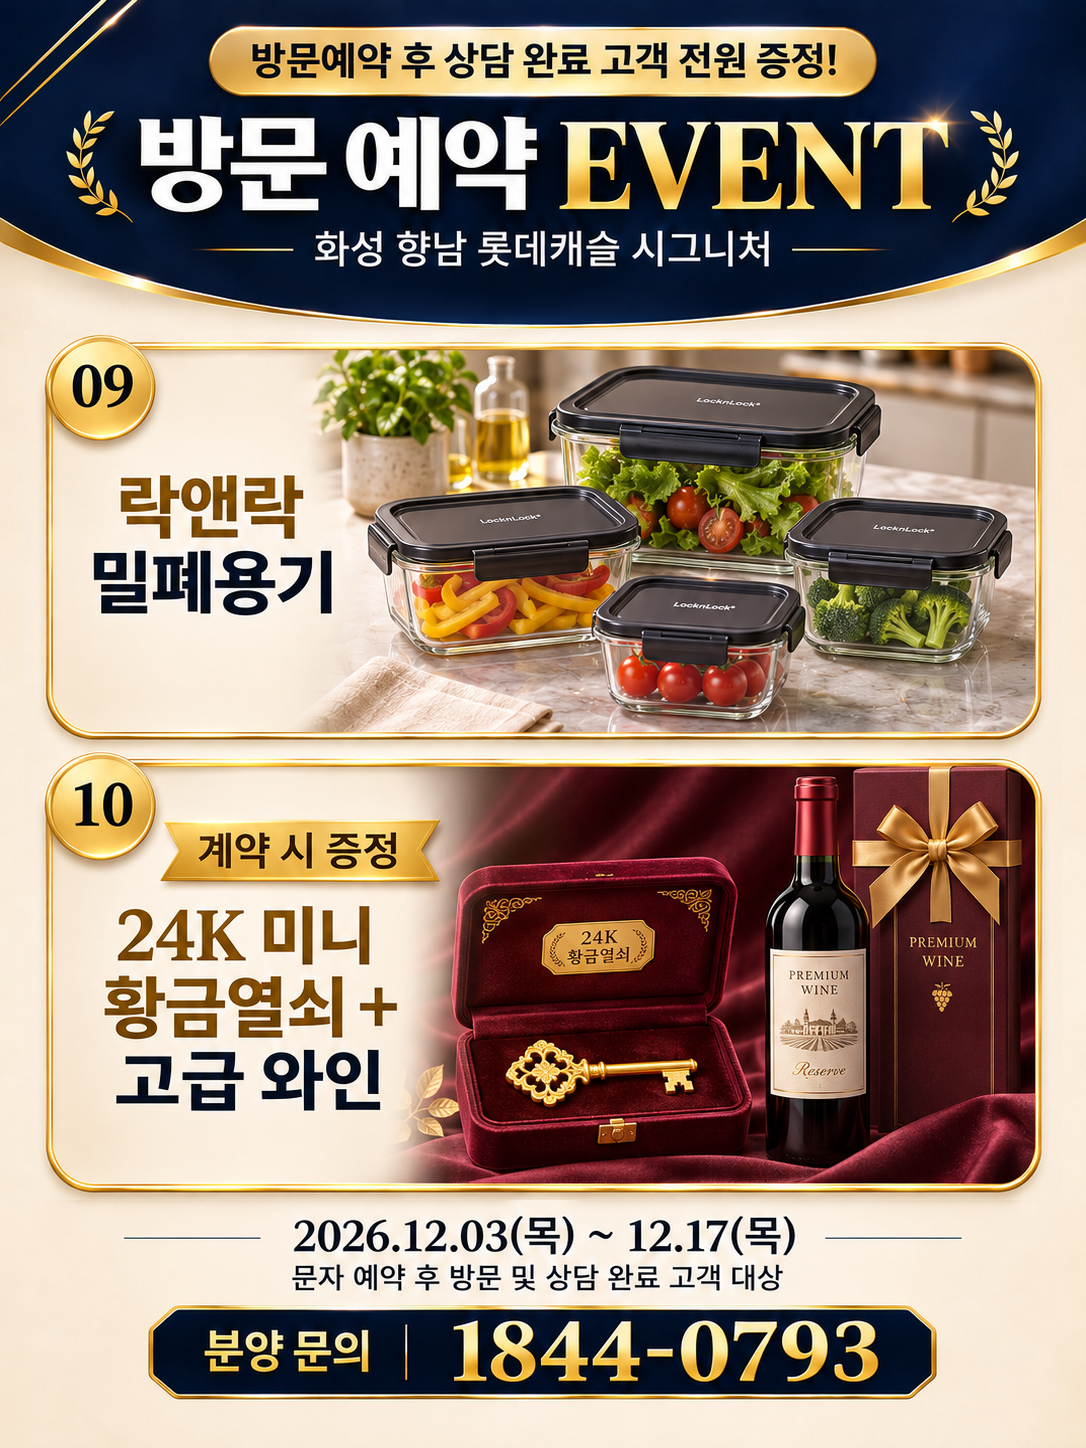 방문예약 후 상담 완료 고객 전원 증정!
방문 예약 EVENT
화성 향남 롯데캐슬 시그니처
09
락앤락
밀폐용기
LocknLock®
LocknLock®
LocknLock®
LocknLock®
10
계약 시 증정
24K 미니
황금열쇠 +
고급 와인
24K
황금열쇠
PREMIUM
WINE
Reserve
PREMIUM
WINE
2026.12.03(목) ~ 12.17(목)
문자 예약 후 방문 및 상담 완료 고객 대상
분양 문의 1844-0793